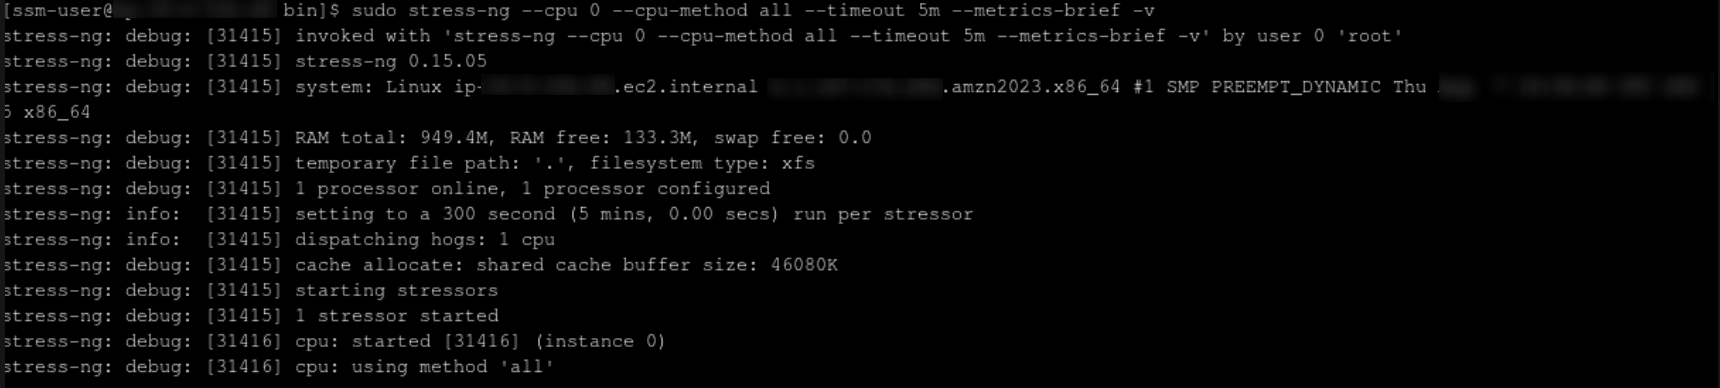 [ssm-user@ bin]$ sudo stress-ng --cpu 0 --cpu-method all --timeout 5m --metrics-brief -v
stress-ng: debug: [31415] invoked with 'stress-ng --cpu 0 --cpu-method all --timeout 5m --metrics-brief -v' by user 0 'root'
stress-ng: debug: [31415] stress-ng 0.15.05
stress-ng: debug: [31415] system: Linux ip- .ec2.internal .amzn2023.x86_64 #1 SMP PREEMPT_DYNAMIC Thu
5 x86_64
stress-ng: debug: [31415] RAM total: 949.4M, RAM free: 133.3M, swap free: 0.0
stress-ng: debug: [31415] temporary file path: '.', filesystem type: xfs
stress-ng: debug: [31415] 1 processor online, 1 processor configured
stress-ng: info:  [31415] setting to a 300 second (5 mins, 0.00 secs) run per stressor
stress-ng: info:  [31415] dispatching hogs: 1 cpu
stress-ng: debug: [31415] cache allocate: shared cache buffer size: 46080K
stress-ng: debug: [31415] starting stressors
stress-ng: debug: [31415] 1 stressor started
stress-ng: debug: [31416] cpu: started [31416] (instance 0)
stress-ng: debug: [31416] cpu: using method 'all'